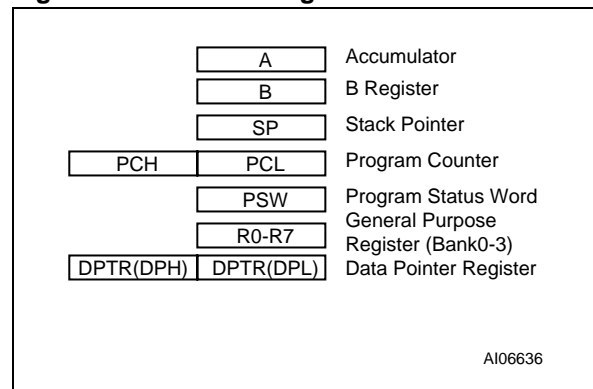 A Accumulator
B B Register
SP Stack Pointer
PCH PCL Program Counter
PSW Program Status Word
R0-R7 General Purpose
Register (Bank0-3)
DPTR(DPH) DPTR(DPL) Data Pointer Register
AI06636